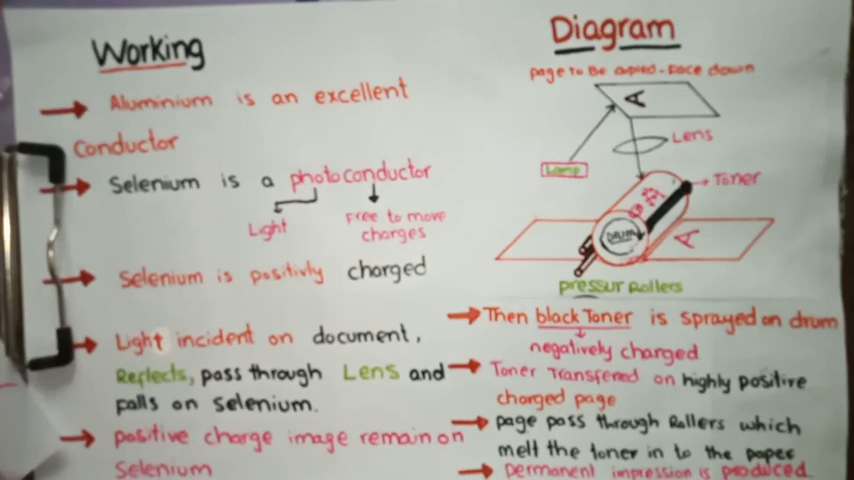 Working
Aluminium is an excellent
Conductor
Selenium is a photoconductor
Light
Free to move
charges
Selenium is positivly charged
Light incident on document,
Reflects, pass through Lens and
falls on selenium.
positive charge image remain on
Selenium
Diagram
page to be copied - face down
A
Lens
Lamp
Toner
DRUM
A
pressur Rollers
Then black Toner is sprayed on drum
negatively charged
Toner Transfered on highly positive
charged page
page pass through Rollers which
melt the toner in to the paper
permanent impression is produced